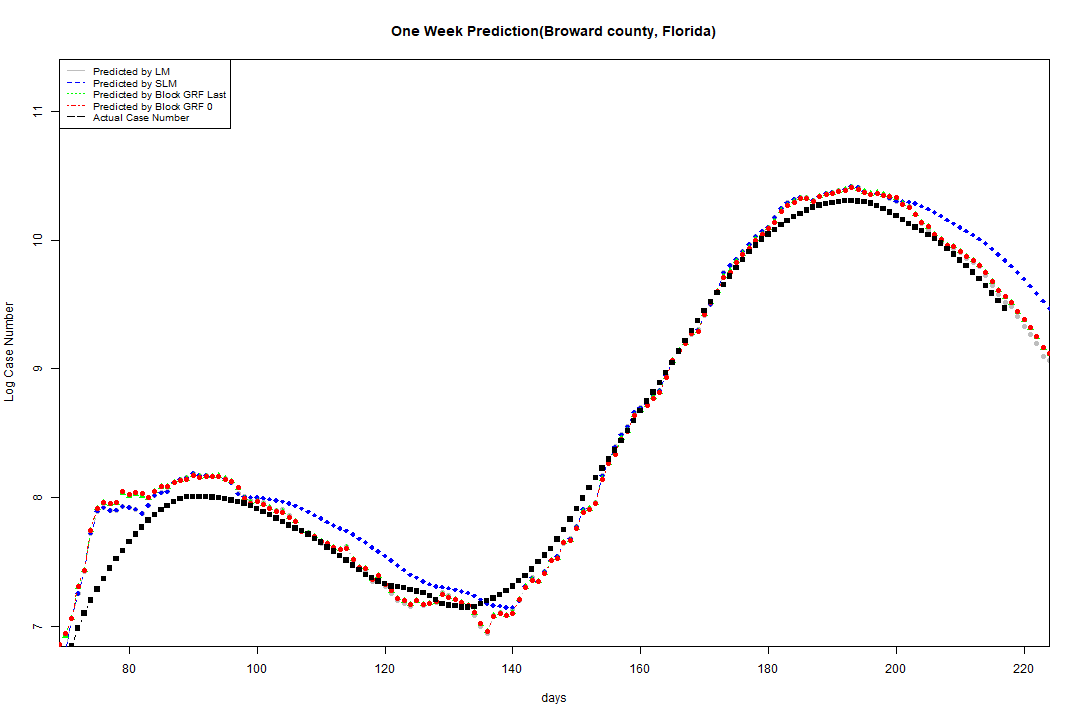 One Week Prediction(Broward county, Florida)
Predicted by LM
Predicted by SLM
Predicted by Block GRF Last
Predicted by Block GRF 0
Actual Case Number
11
10
9
8
7
Log Case Number
80 100 120 140 160 180 200 220
days